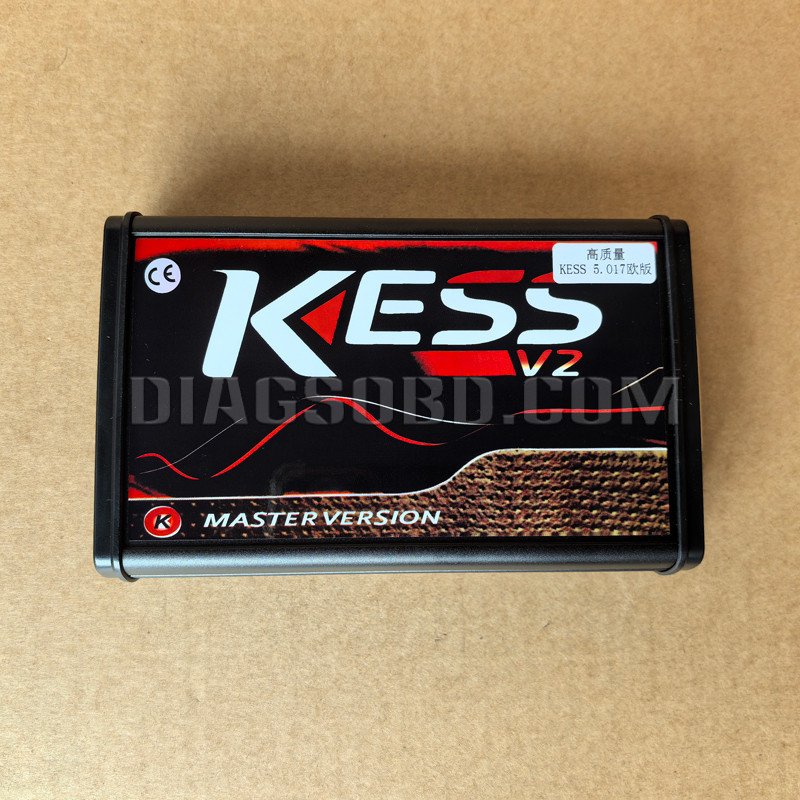 CE
高质量
KESS 5.017欧版
KESS
V2
DIAGSOBD.COM
K MASTER VERSION